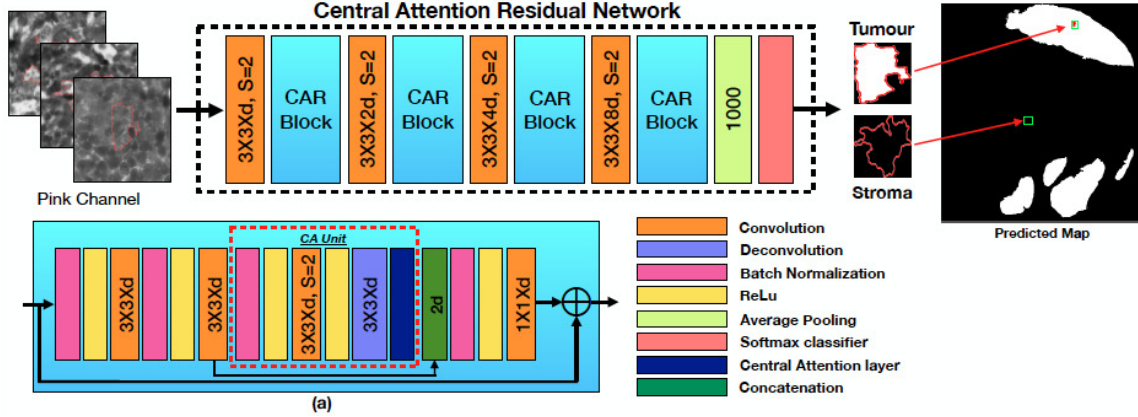 Central Attention Residual Network
Pink Channel
3X3Xd, S=2
CAR
Block
3X3X2d, S=2
CAR
Block
3X3X4d, S=2
CAR
Block
3X3X8d, S=2
CAR
Block
1000
Tumour
Stroma
Predicted Map
3X3Xd
3X3Xd
CA Unit
3X3Xd, S=2
3X3Xd
2d
1X1Xd
(a)
Convolution
Deconvolution
Batch Normalization
ReLu
Average Pooling
Softmax classifier
Central Attention layer
Concatenation